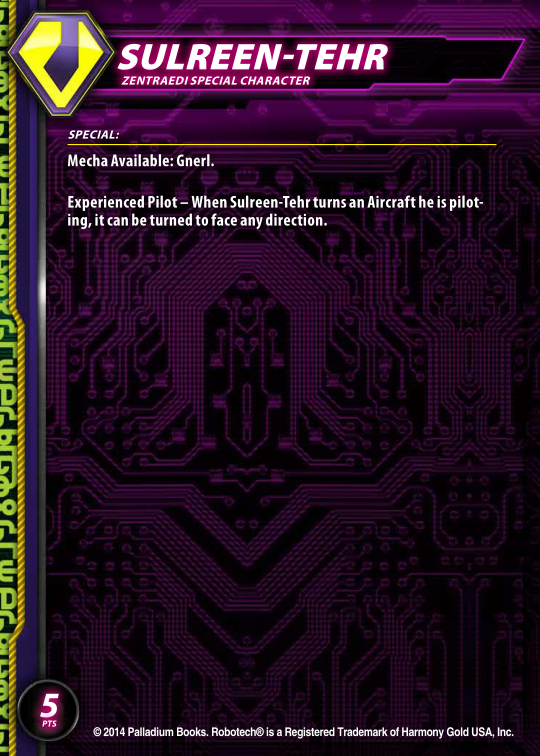 SULREEN-TEHR
ZENTRAEDI SPECIAL CHARACTER
SPECIAL:
Mecha Available: Gnerl.
Experienced Pilot – When Sulreen-Tehr turns an Aircraft he is pilot-
ing, it can be turned to face any direction.
5
PTS
© 2014 Palladium Books. Robotech® is a Registered Trademark of Harmony Gold USA, Inc.